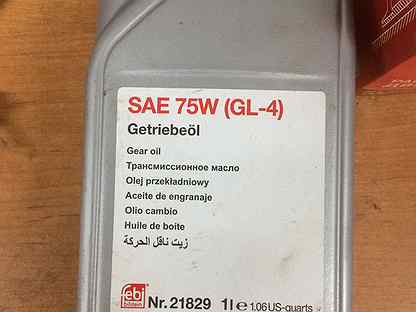 SAE 75W (GL-4)
Getriebeöl
Gear oil
Трансмиссионное масло
Olej przekładniowy
Aceite de engranaje
Olio cambio
Huile de boite
زيت ناقل الحركة
febi
bilstein
Nr. 21829 1l e 1.06 US-quarts